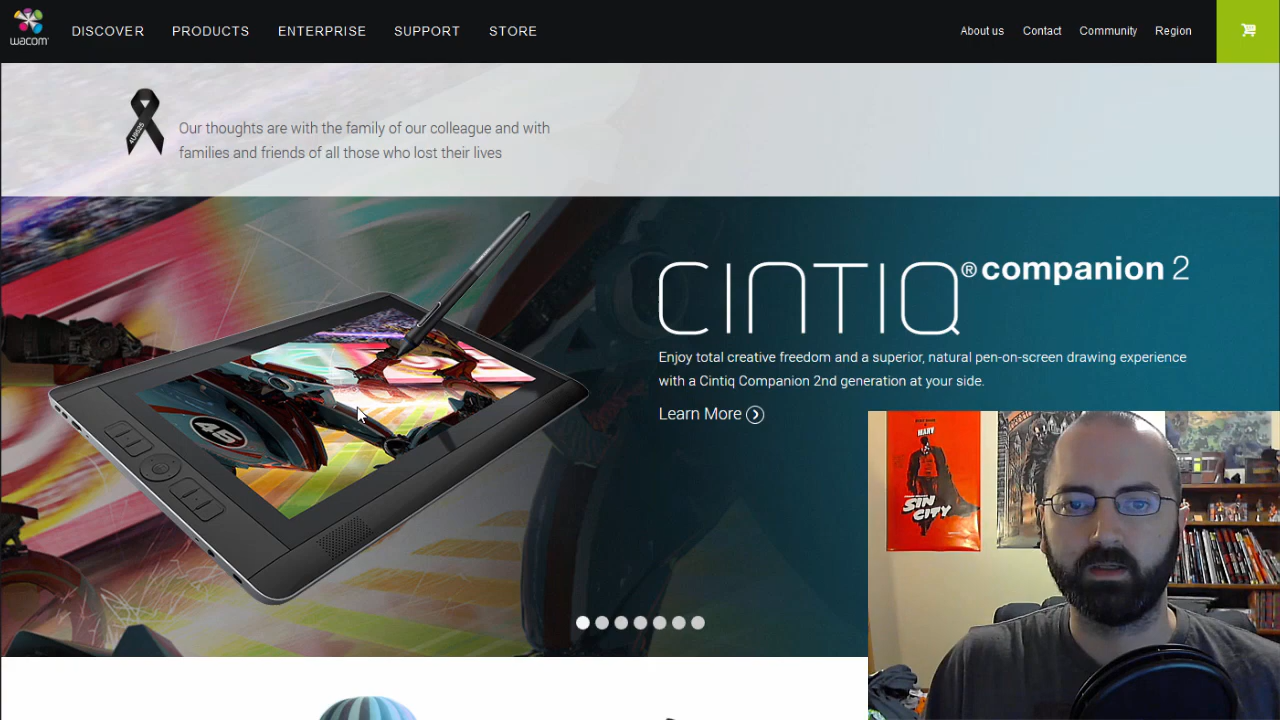 wacom
DISCOVER
PRODUCTS
ENTERPRISE
SUPPORT
STORE
About us
Contact
Community
Region
4U9525
Our thoughts are with the family of our colleague and with
families and friends of all those who lost their lives
CINTIQ® companion 2
Enjoy total creative freedom and a superior, natural pen-on-screen drawing experience
with a Cintiq Companion 2nd generation at your side.
Learn More
45
MARV
SIN
CITY